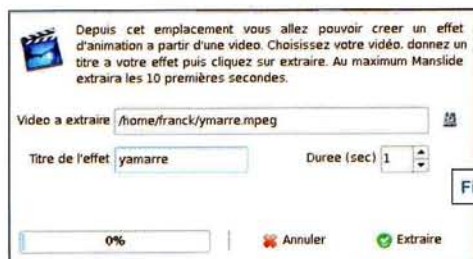 Depuis cet emplacement vous allez pouvoir creer un effet
d'animation a partir d'une video. Choisissez votre vidéo. donnez un
titre a votre effet puis cliquez sur extraire. Au maximum Manslide
extraira les 10 premières secondes.
Video a extraire /home/franck/ymarre.mpeg
Titre de l'effet yamarre Duree (sec) 1
0% Annuler Extraire